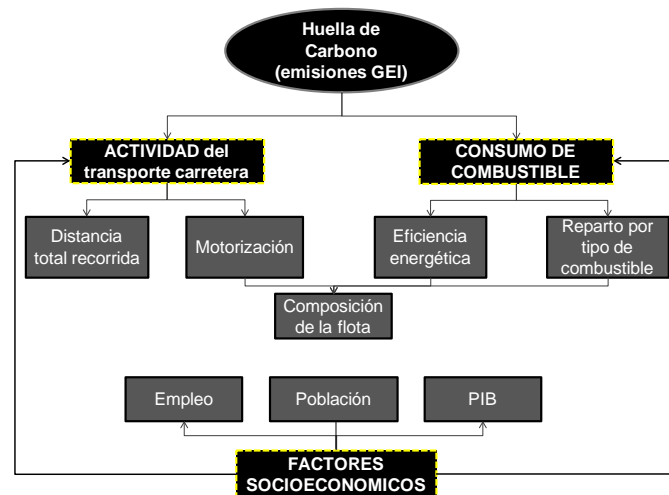 Huella de
Carbono
(emisiones GEI)
ACTIVIDAD del
transporte carretera
CONSUMO DE
COMBUSTIBLE
Distancia
total recorrida
Motorización
Eficiencia
energética
Reparto por
tipo de
combustible
Composición
de la flota
Empleo
Población
PIB
FACTORES
SOCIOECONOMICOS